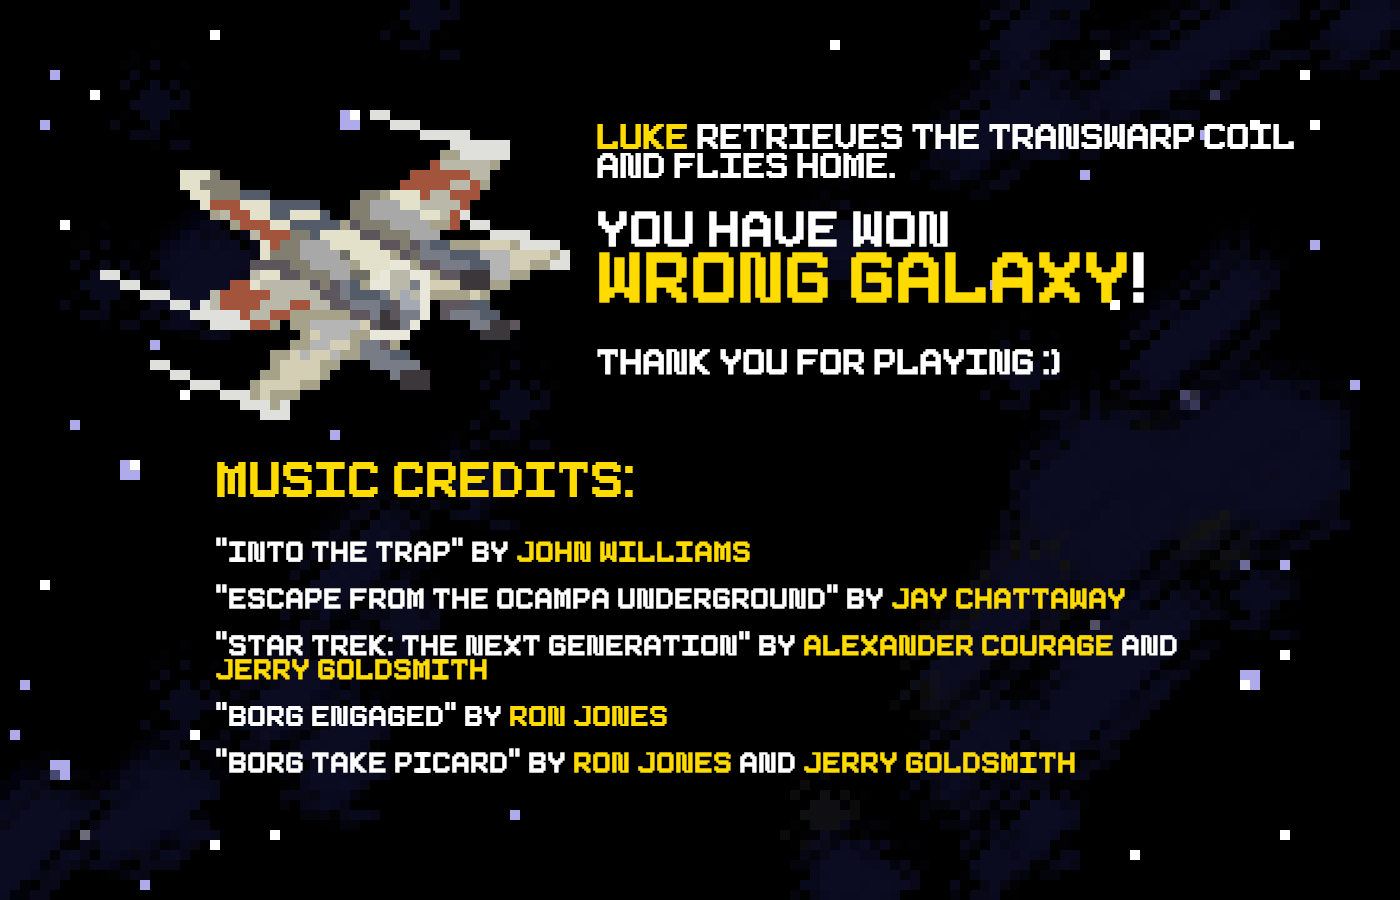 LUKE RETRIEVES THE TRANSWARP COIL
AND FLIES HOME.
YOU HAVE WON
WRONG GALAXY!
THANK YOU FOR PLAYING :)
MUSIC CREDITS:
"INTO THE TRAP" BY JOHN WILLIAMS
"ESCAPE FROM THE OCAMPA UNDERGROUND" BY JAY CHATTAWAY
"STAR TREK: THE NEXT GENERATION" BY ALEXANDER COURAGE AND
JERRY GOLDSMITH
"BORG ENGAGED" BY RON JONES
"BORG TAKE PICARD" BY RON JONES AND JERRY GOLDSMITH